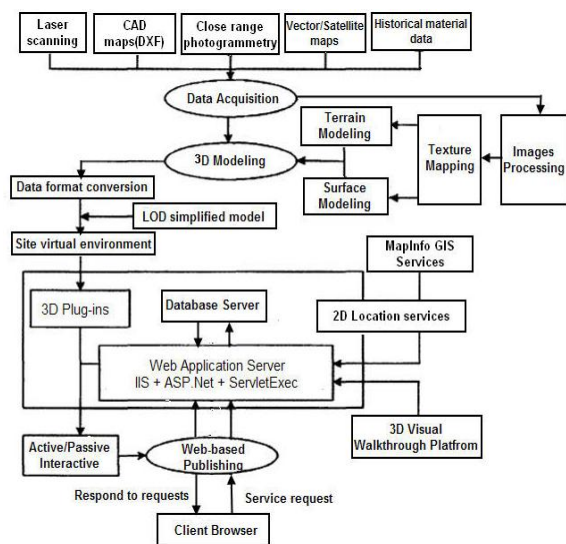 Laser
scanning
CAD
maps(DXF)
Close range
photogrammetry
Vector/Satellite
maps
Historical material
data
Data Acquisition
Terrain
Modeling
3D Modeling
Texture
Mapping
Images
Processing
Surface
Modeling
Data format conversion
LOD simplified model
Site virtual environment
MapInfo GIS
Services
3D Plug-ins
Database Server
2D Location services
Web Application Server
IIS + ASP.Net + ServletExec
3D Visual
Walkthrough Platfrom
Active/Passive
Interactive
Web-based
Publishing
Respond to requests
Service request
Client Browser